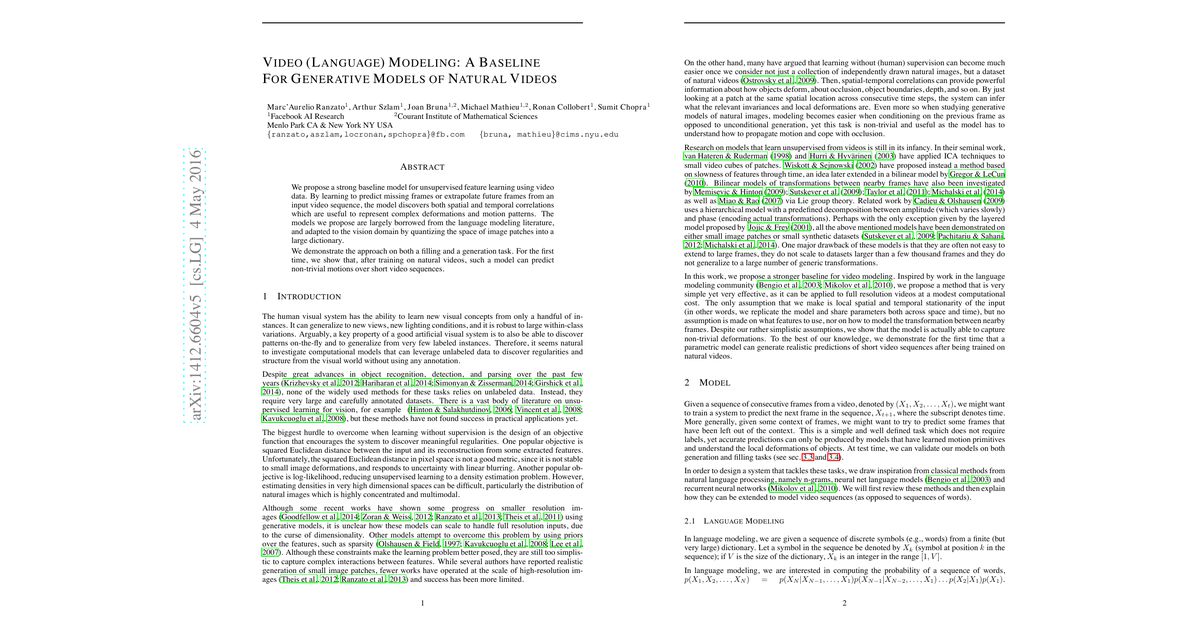 arXiv:1412.6604v5 [cs.LG] 4 May 2016
VIDEO (LANGUAGE) MODELING: A BASELINE
FOR GENERATIVE MODELS OF NATURAL VIDEOS
Marc'Aurelio Ranzato1, Arthur Szlam1, Joan Bruna1,2, Michael Mathieu1,2, Ronan Collobert1, Sumit Chopra1
1Facebook AI Research 2Courant Institute of Mathematical Sciences
Menlo Park CA & New York NY USA
{ranzato,aszlam,locronan,spchopra}@fb.com {bruna, mathieu}@cims.nyu.edu
ABSTRACT
We propose a strong baseline model for unsupervised feature learning using video
data. By learning to predict missing frames or extrapolate future frames from an
input video sequence, the model discovers both spatial and temporal correlations
which are useful to represent complex deformations and motion patterns. The
models we propose are largely borrowed from the language modeling literature,
and adapted to the vision domain by quantizing the space of image patches into a
large dictionary.
We demonstrate the approach on both a filling and a generation task. For the first
time, we show that, after training on natural videos, such a model can predict
non-trivial motions over short video sequences.
1 INTRODUCTION
The human visual system has the ability to learn new visual concepts from only a handful of in-
stances. It can generalize to new views, new lighting conditions, and it is robust to large within-class
variations. Arguably, a key property of a good artificial visual system is to also be able to discover
patterns on-the-fly and to generalize from very few labeled instances. Therefore, it seems natural
to investigate computational models that can leverage unlabeled data to discover regularities and
structure from the visual world without using any annotation.
Despite great advances in object recognition, detection, and parsing over the past few
years (Krizhevsky et al., 2012; Hariharan et al., 2014; Simonyan & Zisserman, 2014; Girshick et al.,
2014), none of the widely used methods for these tasks relies on unlabeled data. Instead, they
require very large and carefully annotated datasets. There is a vast body of literature on unsu-
pervised learning for vision, for example (Hinton & Salakhutdinov, 2006; Vincent et al., 2008;
Kavukcuoglu et al., 2008), but these methods have not found success in practical applications yet.
The biggest hurdle to overcome when learning without supervision is the design of an objective
function that encourages the system to discover meaningful regularities. One popular objective is
squared Euclidean distance between the input and its reconstruction from some extracted features.
Unfortunately, the squared Euclidean distance in pixel space is not a good metric, since it is not stable
to small image deformations, and responds to uncertainty with linear blurring. Another popular ob-
jective is log-likelihood, reducing unsupervised learning to a density estimation problem. However,
estimating densities in very high dimensional spaces can be difficult, particularly the distribution of
natural images which is highly concentrated and multimodal.
Although some recent works have shown some progress on smaller resolution im-
ages (Goodfellow et al., 2014; Zoran & Weiss, 2012; Ranzato et al., 2013; Theis et al., 2011) using
generative models, it is unclear how these models can scale to handle full resolution inputs, due
to the curse of dimensionality. Other models attempt to overcome this problem by using priors
over the features, such as sparsity (Olshausen & Field, 1997; Kavukcuoglu et al., 2008; Lee et al.,
2007). Although these constraints make the learning problem better posed, they are still too simplis-
tic to capture complex interactions between features. While several authors have reported realistic
generation of small image patches, fewer works have operated at the scale of high-resolution im-
ages (Theis et al., 2012; Ranzato et al., 2013) and success has been more limited.
1
On the other hand, many have argued that learning without (human) supervision can become much
easier once we consider not just a collection of independently drawn natural images, but a dataset
of natural videos (Ostrovsky et al., 2009). Then, spatial-temporal correlations can provide powerful
information about how objects deform, about occlusion, object boundaries, depth, and so on. By
just looking at a patch at the same spatial location across consecutive time steps, the system can infer
what the relevant invariances and local deformations are. Even more so when studying generative
models of natural images, modeling becomes easier when conditioning on the previous frame as
opposed to unconditional generation, yet this task is non-trivial and useful as the model has to
understand how to propagate motion and cope with occlusion.
Research on models that learn unsupervised from videos is still in its infancy. In their seminal work,
van Hateren & Ruderman (1998) and Hurri & Hyvärinen (2003) have applied ICA techniques to
small video cubes of patches. Wiskott & Sejnowski (2002) have proposed instead a method based
on slowness of features through time, an idea later extended in a bilinear model by Gregor & LeCun
(2010). Bilinear models of transformations between nearby frames have also been investigated
by Memisevic & Hinton (2009); Sutskever et al. (2009); Taylor et al. (2011); Michalski et al. (2014)
as well as Miao & Rao (2007) via Lie group theory. Related work by Cadieu & Olshausen (2009)
uses a hierarchical model with a predefined decomposition between amplitude (which varies slowly)
and phase (encoding actual transformations). Perhaps with the only exception given by the layered
model proposed by Jojic & Frey (2001), all the above mentioned models have been demonstrated on
either small image patches or small synthetic datasets (Sutskever et al., 2009; Pachitariu & Sahani,
2012; Michalski et al., 2014). One major drawback of these models is that they are often not easy to
extend to large frames, they do not scale to datasets larger than a few thousand frames and they do
not generalize to a large number of generic transformations.
In this work, we propose a stronger baseline for video modeling. Inspired by work in the language
modeling community (Bengio et al., 2003; Mikolov et al., 2010), we propose a method that is very
simple yet very effective, as it can be applied to full resolution videos at a modest computational
cost. The only assumption that we make is local spatial and temporal stationarity of the input
(in other words, we replicate the model and share parameters both across space and time), but no
assumption is made on what features to use, nor on how to model the transformation between nearby
frames. Despite our rather simplistic assumptions, we show that the model is actually able to capture
non-trivial deformations. To the best of our knowledge, we demonstrate for the first time that a
parametric model can generate realistic predictions of short video sequences after being trained on
natural videos.
2 MODEL
Given a sequence of consecutive frames from a video, denoted by (X1, X2, . . . , Xt), we might want
to train a system to predict the next frame in the sequence, Xt+1, where the subscript denotes time.
More generally, given some context of frames, we might want to try to predict some frames that
have been left out of the context. This is a simple and well defined task which does not require
labels, yet accurate predictions can only be produced by models that have learned motion primitives
and understand the local deformations of objects. At test time, we can validate our models on both
generation and filling tasks (see sec. 3.3 and 3.4).
In order to design a system that tackles these tasks, we draw inspiration from classical methods from
natural language processing, namely n-grams, neural net language models (Bengio et al., 2003) and
recurrent neural networks (Mikolov et al., 2010). We will first review these methods and then explain
how they can be extended to model video sequences (as opposed to sequences of words).
2.1 LANGUAGE MODELING
In language modeling, we are given a sequence of discrete symbols (e.g., words) from a finite (but
very large) dictionary. Let a symbol in the sequence be denoted by Xk (symbol at position k in the
sequence); if V is the size of the dictionary, Xk is an integer in the range [1, V].
In language modeling, we are interested in computing the probability of a sequence of words,
p(X1, X2, . . . , XN) = p(XN|XN−1, . . . , X1)p(XN−1|XN−2, . . . , X1) . . . p(X2|X1)p(X1).
2